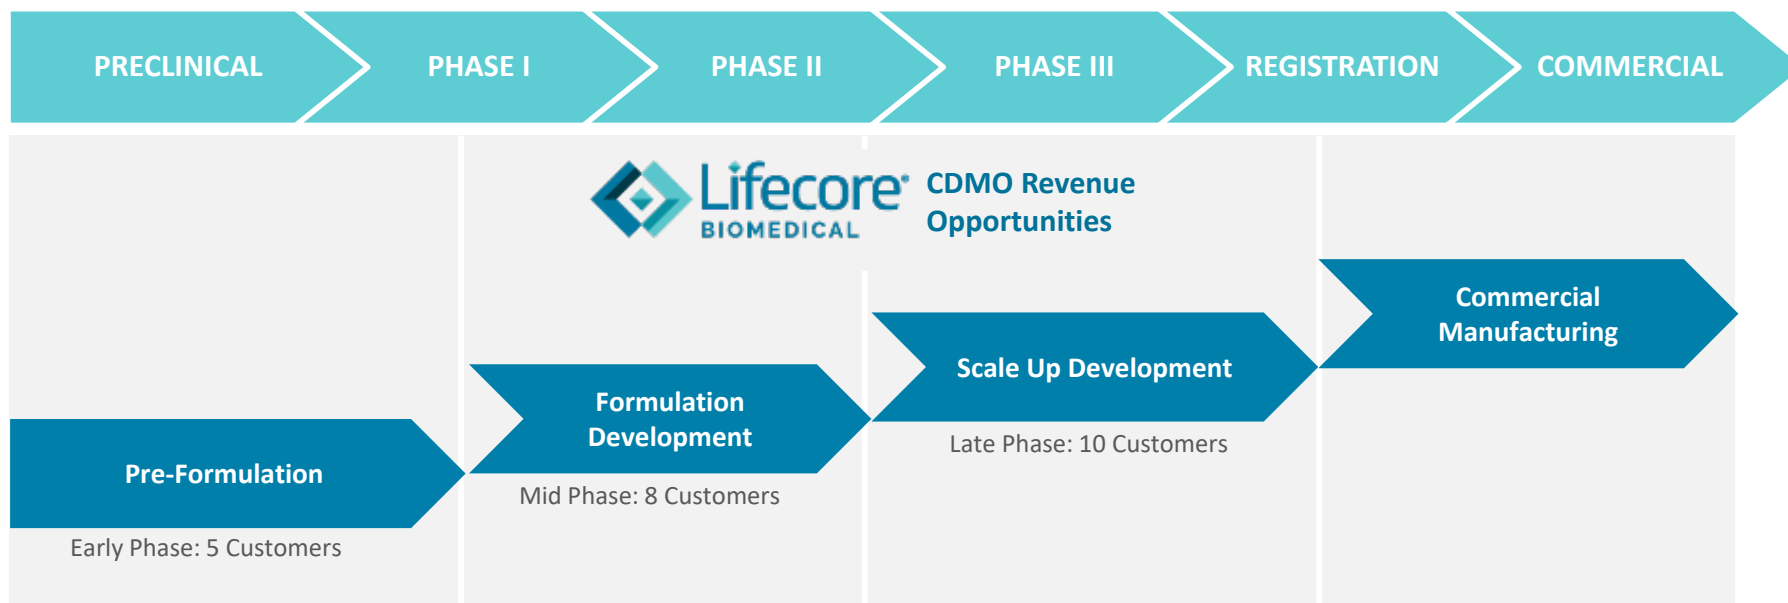 PRECLINICAL
PHASE I
PHASE II
PHASE III
REGISTRATION
COMMERCIAL
Lifecore®
BIOMEDICAL
CDMO Revenue
Opportunities
Pre-Formulation
Early Phase: 5 Customers
Formulation
Development
Mid Phase: 8 Customers
Scale Up Development
Late Phase: 10 Customers
Commercial
Manufacturing